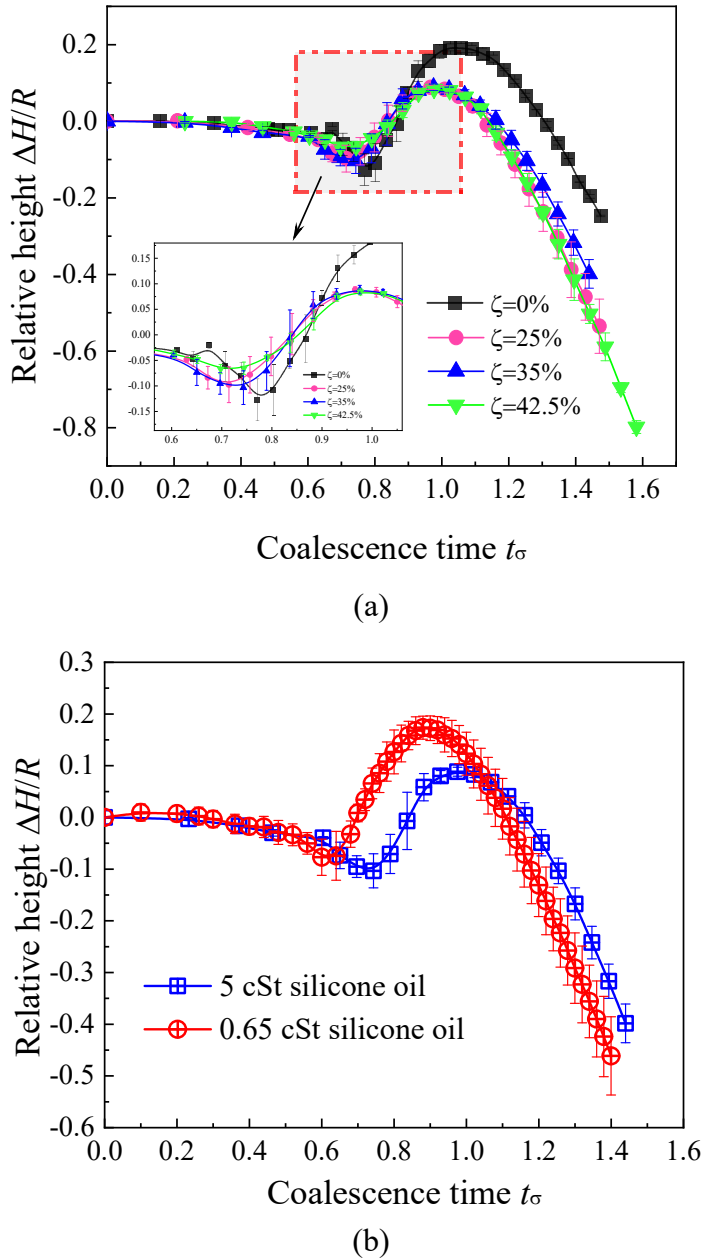 (a)
0.2
0.0
-0.2
-0.4
-0.6
-0.8
Relative height ΔH/R
0.15
0.10
0.05
0.00
-0.05
-0.10
-0.15
0.6 0.7 0.8 0.9 1.0
ζ=0%
ζ=25%
ζ=35%
ζ=42.5%
ζ=0%
ζ=25%
ζ=35%
ζ=42.5%
0.0 0.2 0.4 0.6 0.8 1.0 1.2 1.4 1.6
Coalescence time tσ
(a)
0.3
0.2
0.1
0.0
-0.1
-0.2
-0.3
-0.4
-0.5
-0.6
Relative height ΔH/R
5 cSt silicone oil
0.65 cSt silicone oil
0.0 0.2 0.4 0.6 0.8 1.0 1.2 1.4 1.6
Coalescence time tσ
(b)